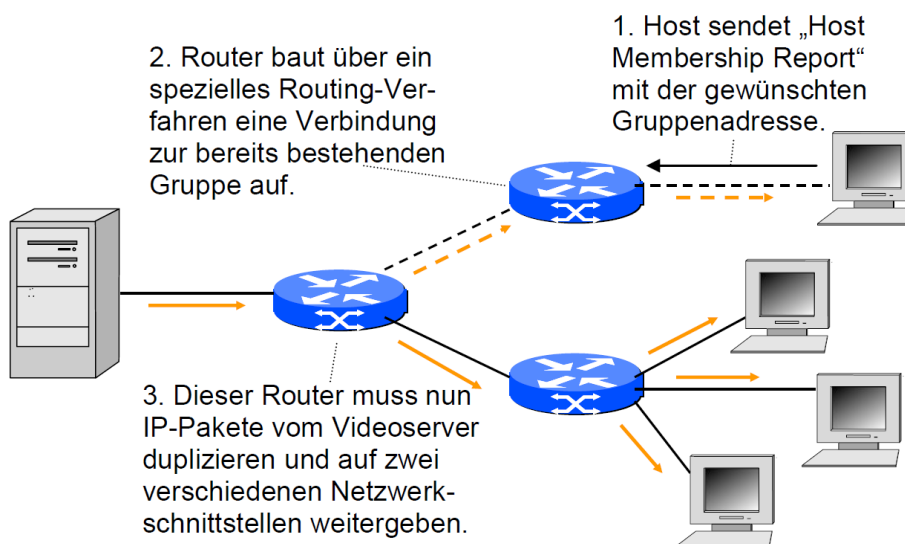 1. Host sendet „Host
Membership Report“
mit der gewünschten
Gruppenadresse.
2. Router baut über ein
spezielles Routing-Ver-
fahren eine Verbindung
zur bereits bestehenden
Gruppe auf.
3. Dieser Router muss nun
IP-Pakete vom Videoserver
duplizieren und auf zwei
verschiedenen Netzwerk-
schnittstellen weitergeben.